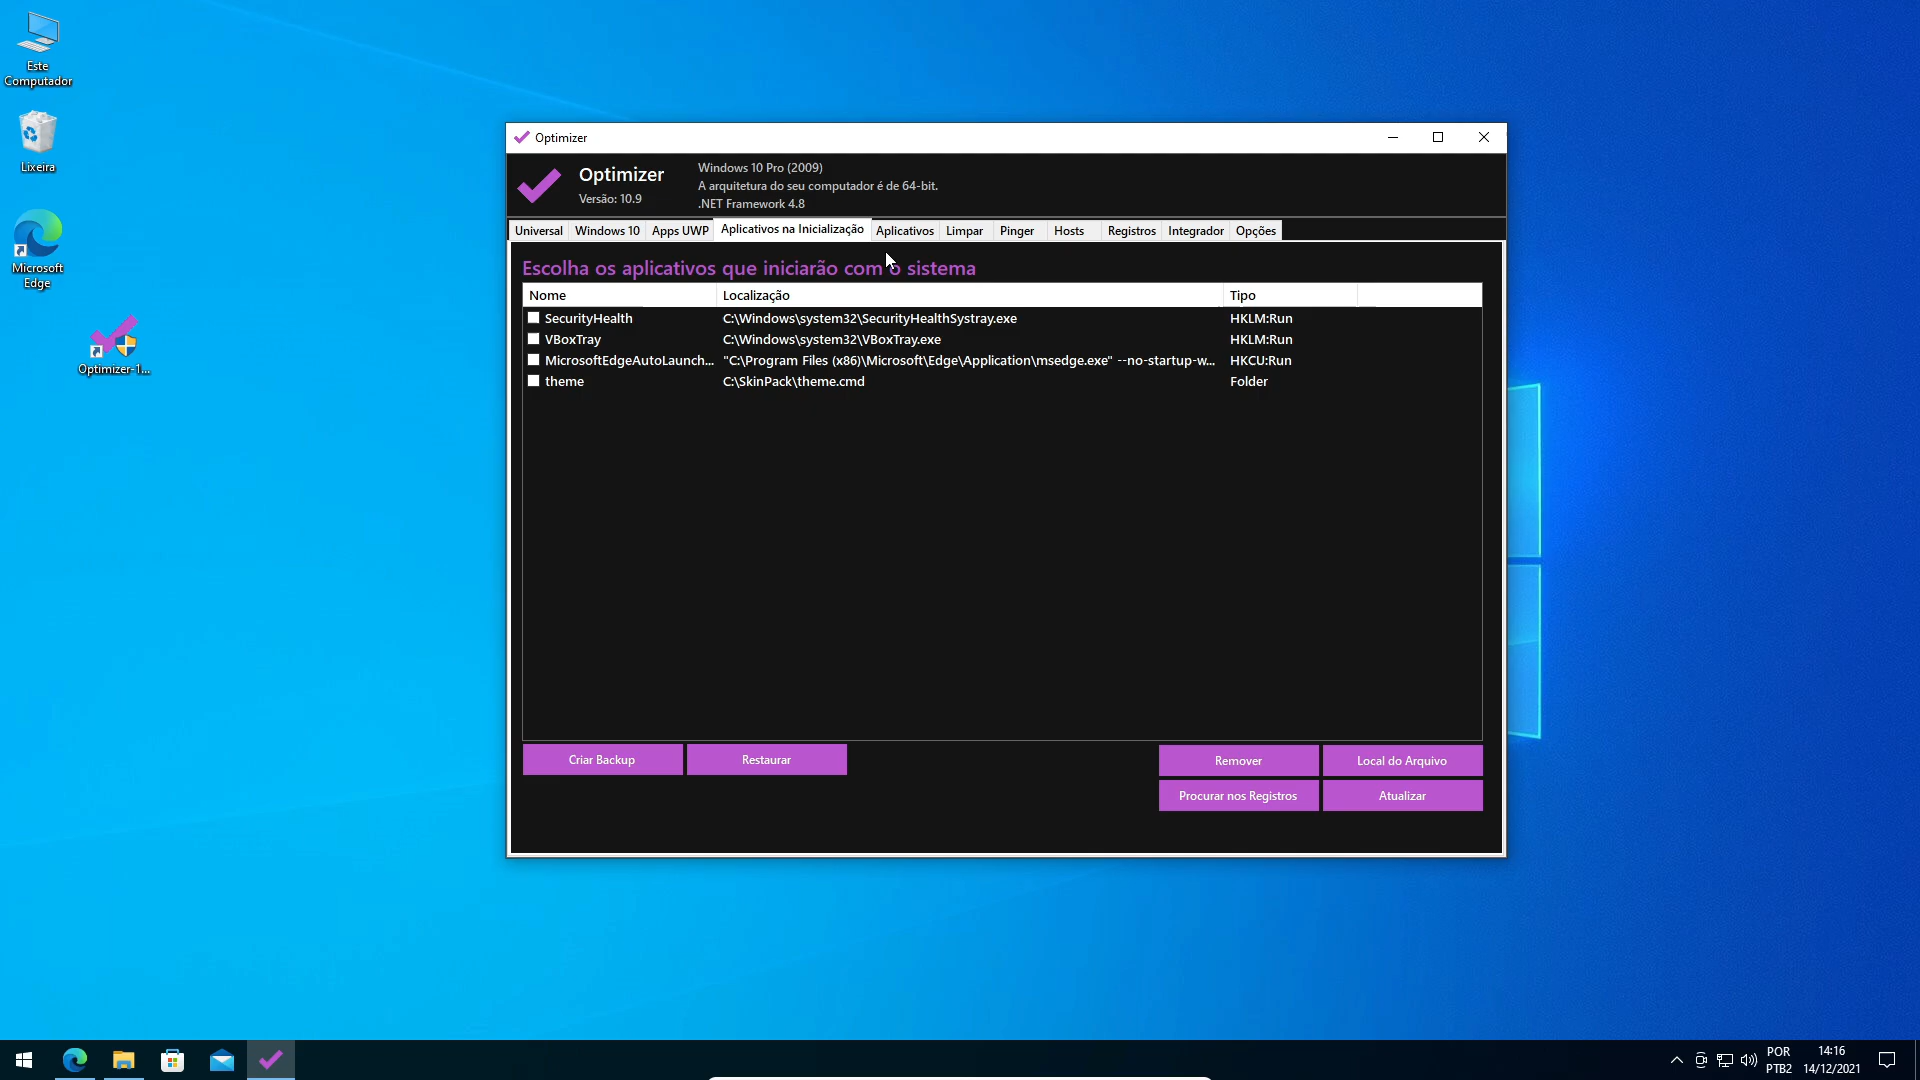 Este
Computador
Lixeira
Microsoft
Edge
Optimizer-1...
Optimizer
Optimizer
Versão: 10.9
Windows 10 Pro (2009)
A arquitetura do seu computador é de 64-bit.
.NET Framework 4.8
Universal Windows 10 Apps UWP Aplicativos na Inicialização Aplicativos Limpar Pinger Hosts Registros Integrador Opções
Escolha os aplicativos que iniciarão com o sistema
Nome Localização Tipo
SecurityHealth C:\Windows\system32\SecurityHealthSystray.exe HKLM:Run
VBoxTray C:\Windows\system32\VBoxTray.exe HKLM:Run
MicrosoftEdgeAutoLaunch... "C:\Program Files (x86)\Microsoft\Edge\Application\msedge.exe" --no-startup-w... HKCU:Run
theme C:\SkinPack\theme.cmd Folder
Criar Backup Restaurar Remover Local do Arquivo
Procurar nos Registros Atualizar
POR 14:16
PTB2 14/12/2021